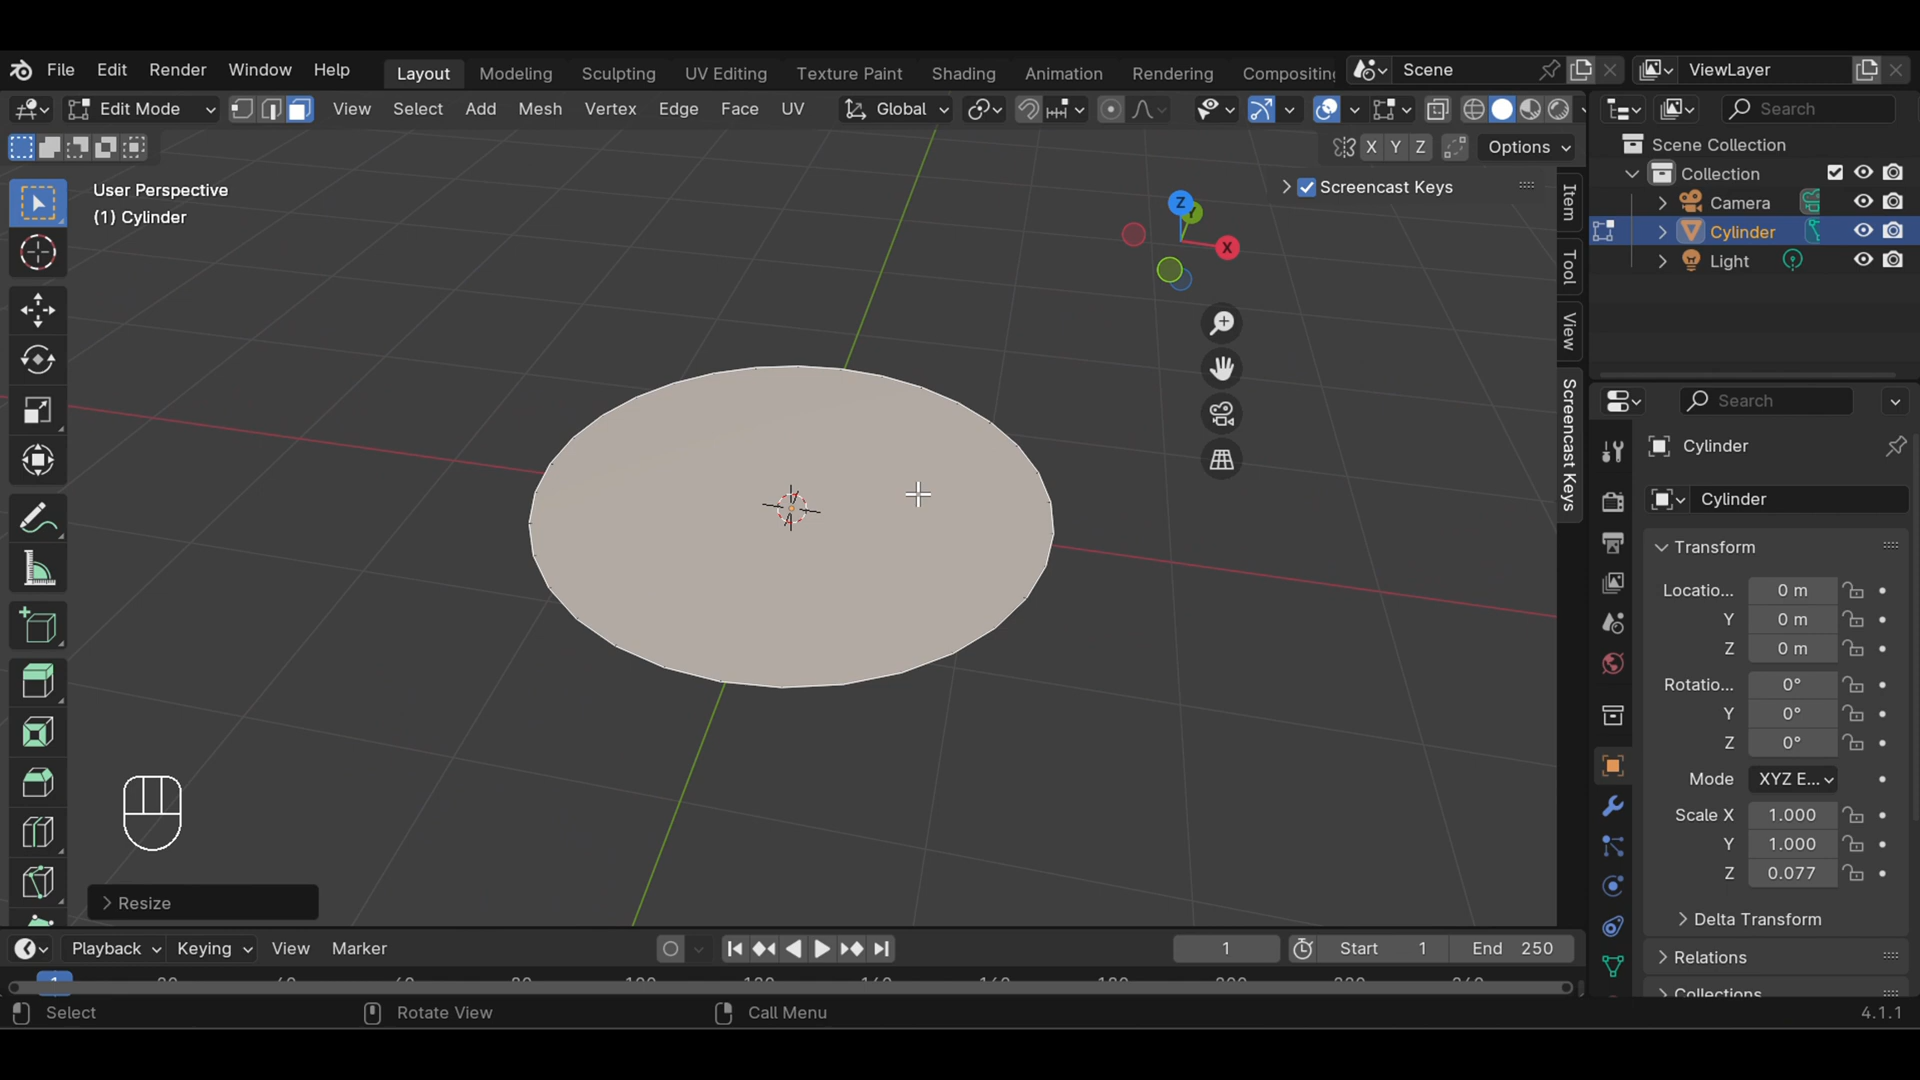 File Edit Render Window Help Layout Modeling Sculpting UV Editing Texture Paint Shading Animation Rendering Compositing Scene ViewLayer
Edit Mode View Select Add Mesh Vertex Edge Face UV Global Search
X Y Z Options
Scene Collection
Collection
Camera
Cylinder
Light
User Perspective
(1) Cylinder
Screencast Keys
Z
Y
X
Item
Tool
View
Screencast Keys
Search
Cylinder
Cylinder
Transform
Locatio... 0 m
Y 0 m
Z 0 m
Rotatio... 0°
Y 0°
Z 0°
Mode XYZ E...
Scale X 1.000
Y 1.000
Z 0.077
Delta Transform
Relations
Collections
Resize
Playback Keying View Marker 1 Start 1 End 250
1
Select Rotate View Call Menu 4.1.1